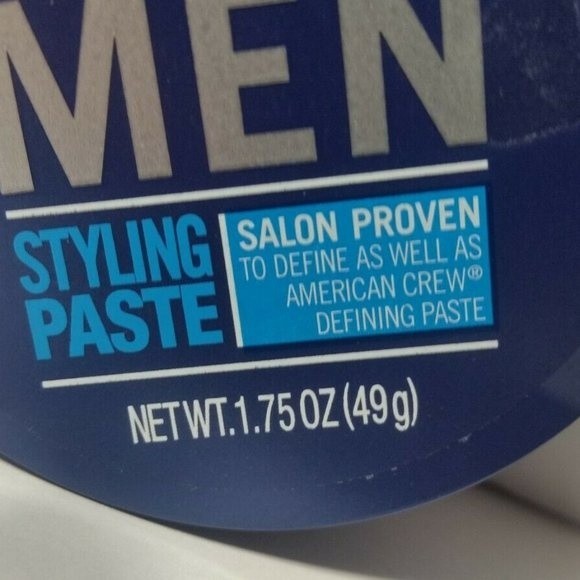 MEN
STYLING
PASTE
SALON PROVEN
TO DEFINE AS WELL AS
AMERICAN CREW®
DEFINING PASTE
NET WT.1.75 OZ (49g)